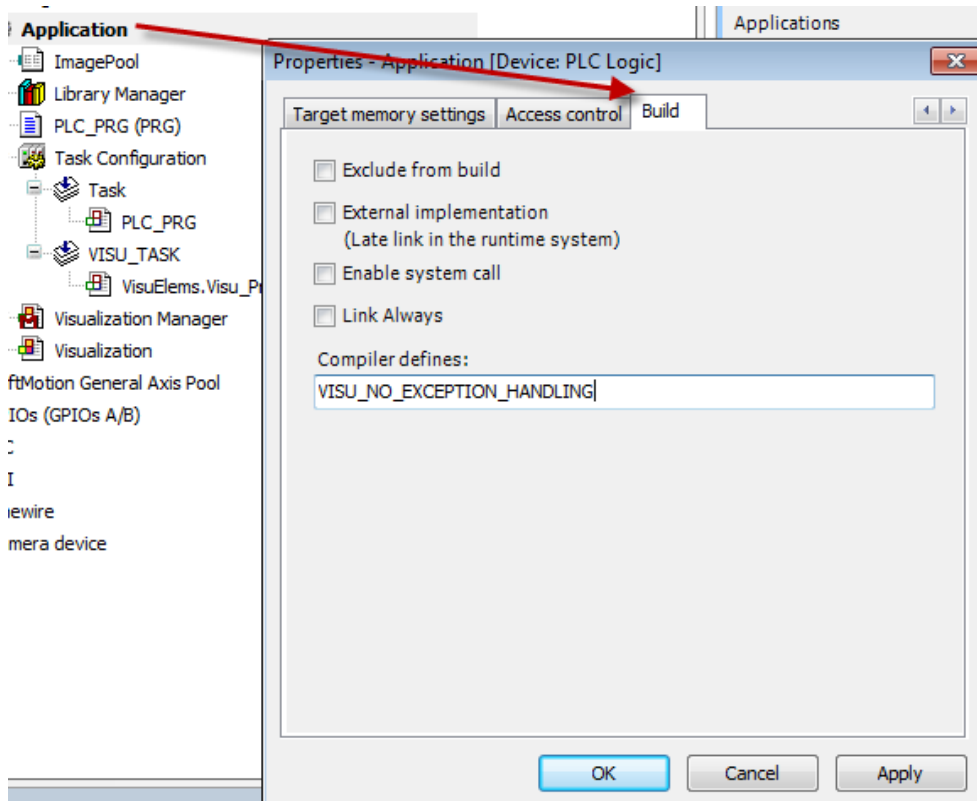 Application
ImagePool
Library Manager
PLC_PRG (PRG)
Task Configuration
Task
PLC_PRG
VISU_TASK
VisuElems.Visu_P
Visualization Manager
Visualization
ftMotion General Axis Pool
IOs (GPIOs A/B)
C
I
ewire
mera device
Applications
Properties - Application [Device: PLC Logic]
Target memory settings
Access control
Build
Exclude from build
External implementation
(Late link in the runtime system)
Enable system call
Link Always
Compiler defines:
VISU_NO_EXCEPTION_HANDLING
OK
Cancel
Apply